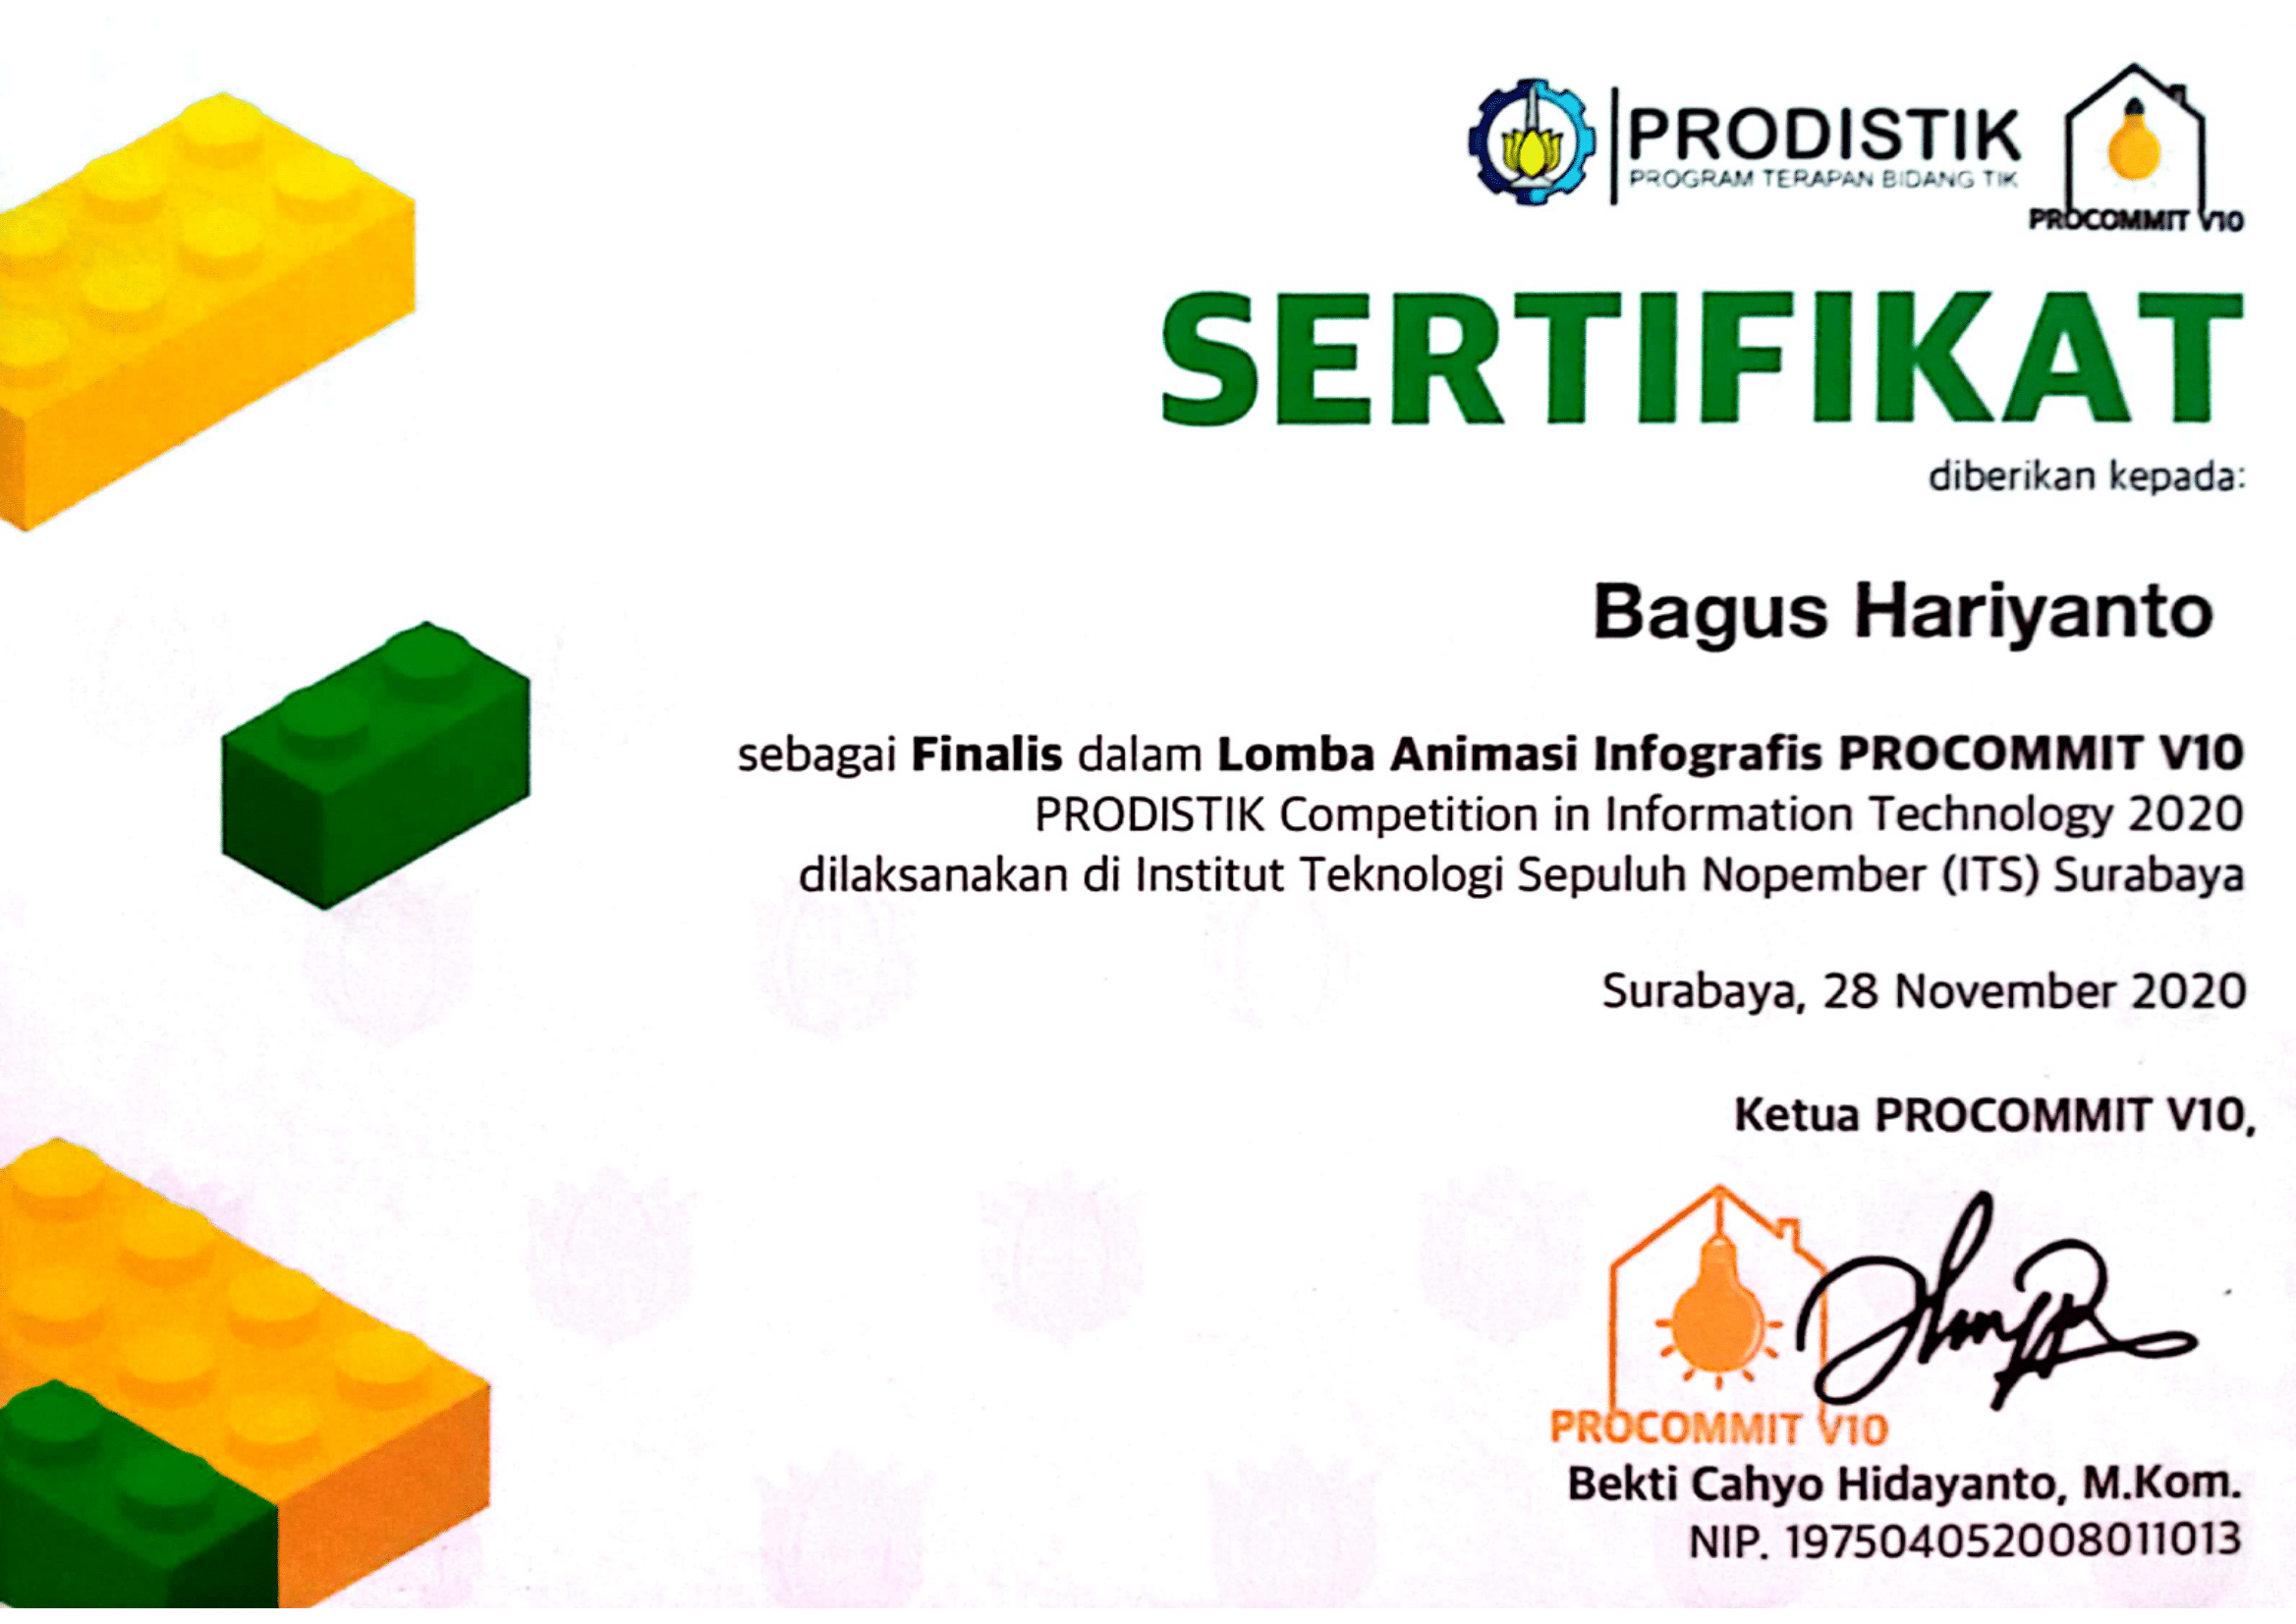 PRODISTIK
PROGRAM TERAPAN BIDANG TIK
PROCOMMIT V10
SERTIFIKAT
diberikan kepada:
Bagus Hariyanto
sebagai Finalis dalam Lomba Animasi Infografis PROCOMMIT V10
PRODISTIK Competition in Information Technology 2020
dilaksanakan di Institut Teknologi Sepuluh Nopember (ITS) Surabaya
Surabaya, 28 November 2020
Ketua PROCOMMIT V10,
PROCOMMIT V10
Bekti Cahyo Hidayanto, M.Kom.
NIP. 197504052008011013